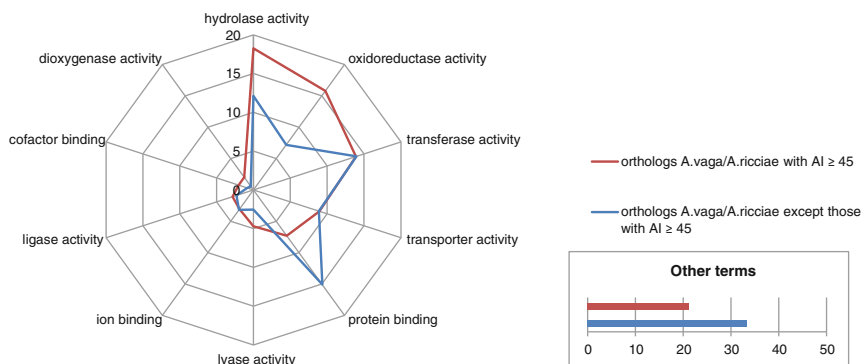 hydrolase activity
20
dioxygenase activity
oxidoreductase activity
15
10
cofactor binding
transferase activity
5
orthologs A.vaga/A.ricciae with AI ≥ 45
0
orthologs A.vaga/A.ricciae except those
with AI ≥ 45
ligase activity
transporter activity
Other terms
ion binding
protein binding
0 10 20 30 40 50
lyase activity